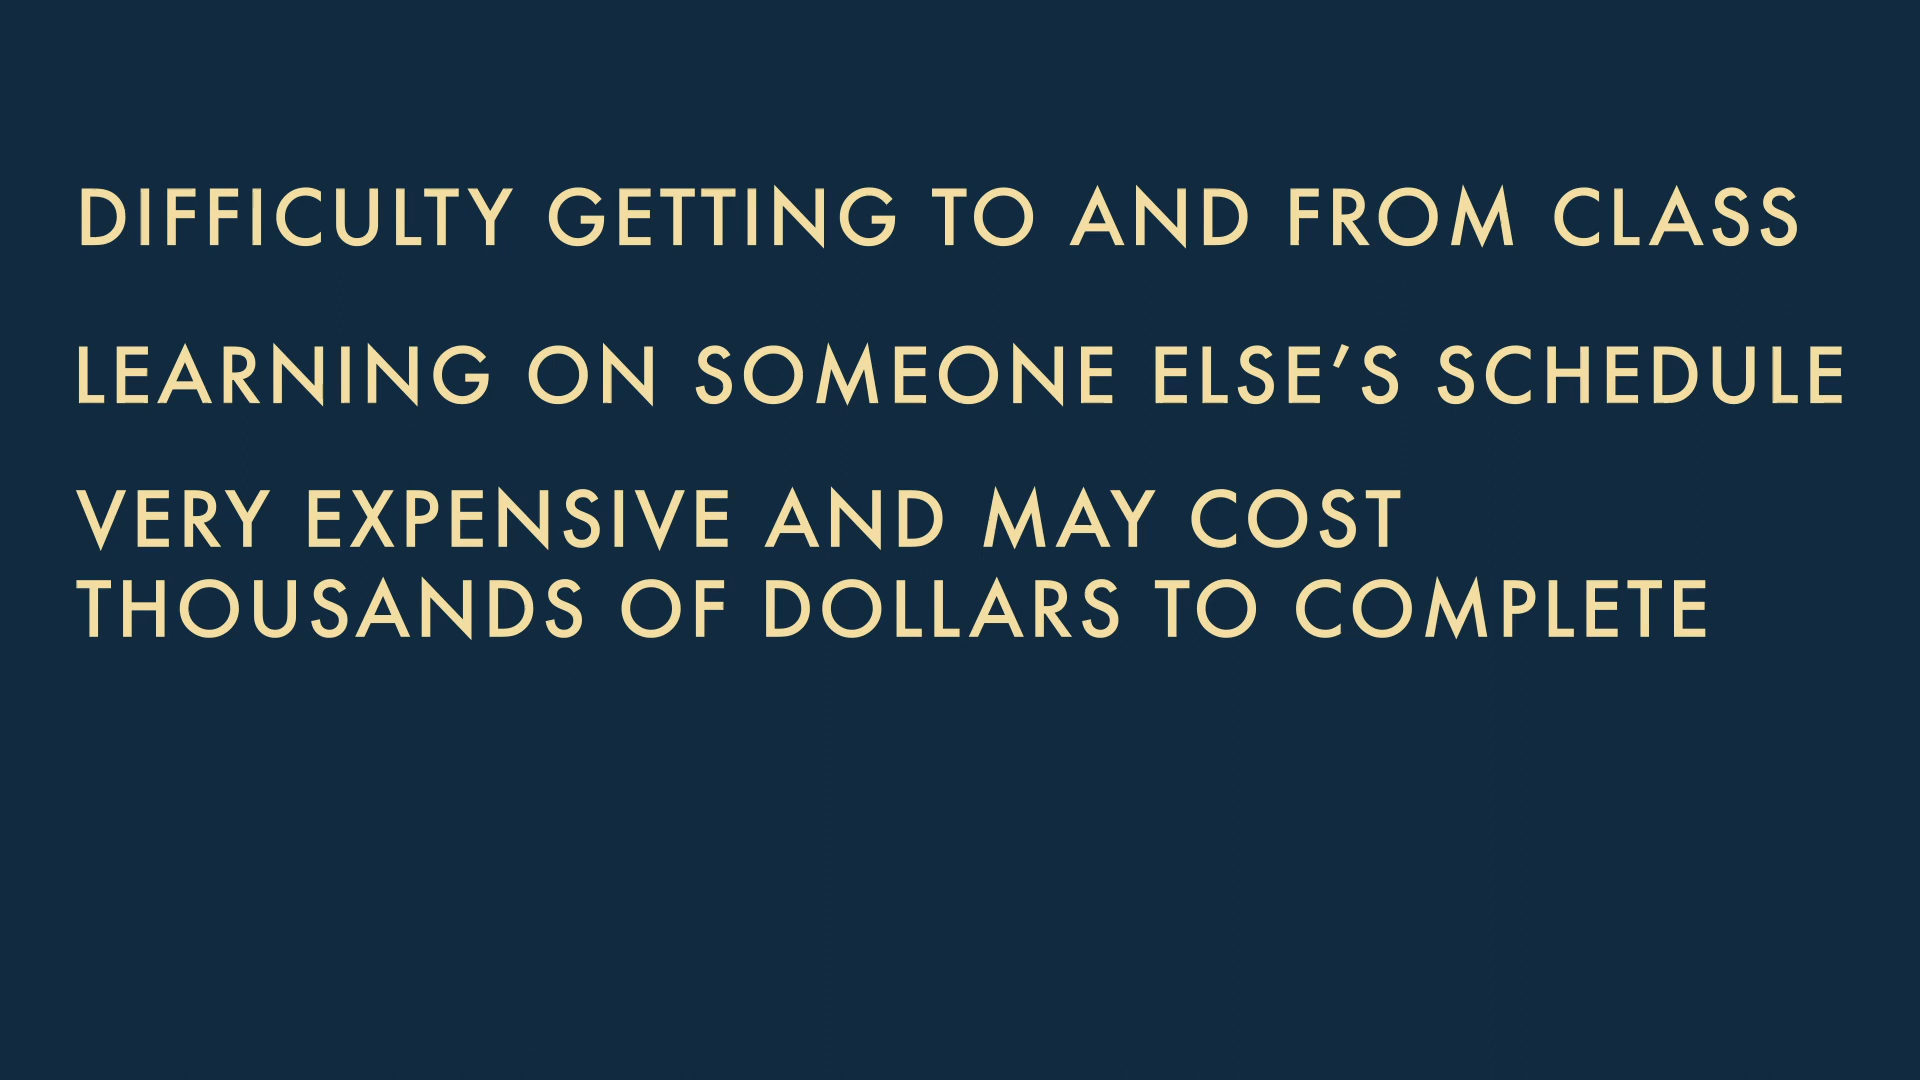 DIFFICULTY GETTING TO AND FROM CLASS
LEARNING ON SOMEONE ELSE’S SCHEDULE
VERY EXPENSIVE AND MAY COST
THOUSANDS OF DOLLARS TO COMPLETE